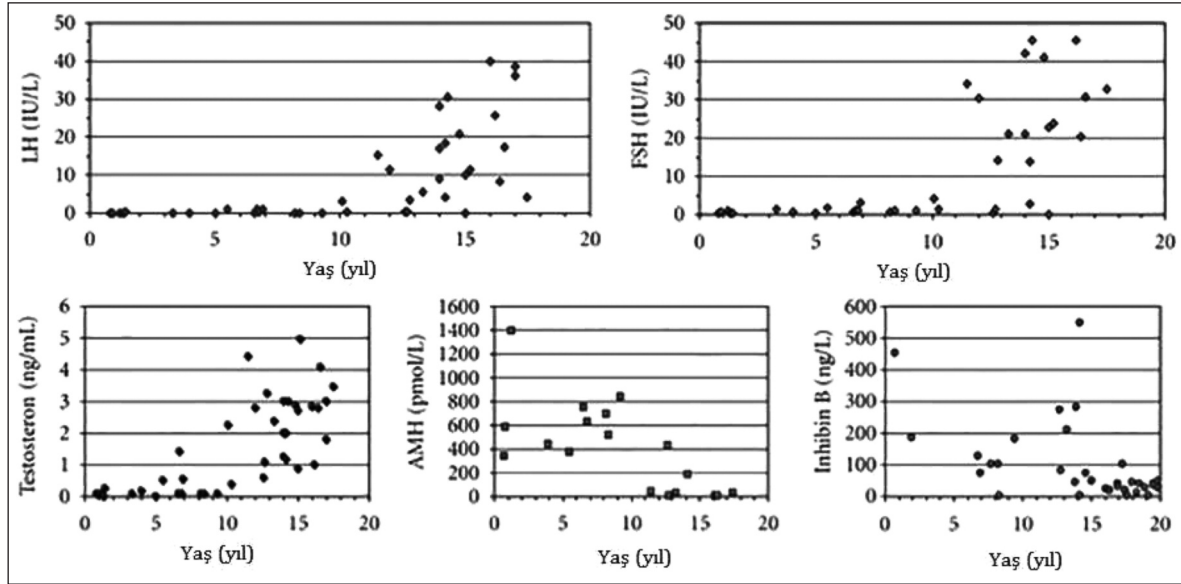 LH (IU/L)
50
40
30
20
10
0
0 5 10 15 20
Yaş (yıl)
FSH (IU/L)
50
40
30
20
10
0
0 5 10 15 20
Yaş (yıl)
Testosteron (ng/mL)
6
5
4
3
2
1
0
0 5 10 15 20
Yaş (yıl)
AMH (pmol/L)
1600
1400
1200
1000
800
600
400
200
0
0 5 10 15 20
Yaş (yıl)
Inhibin B (ng/L)
600
500
400
300
200
100
0
0 5 10 15 20
Yaş (yıl)